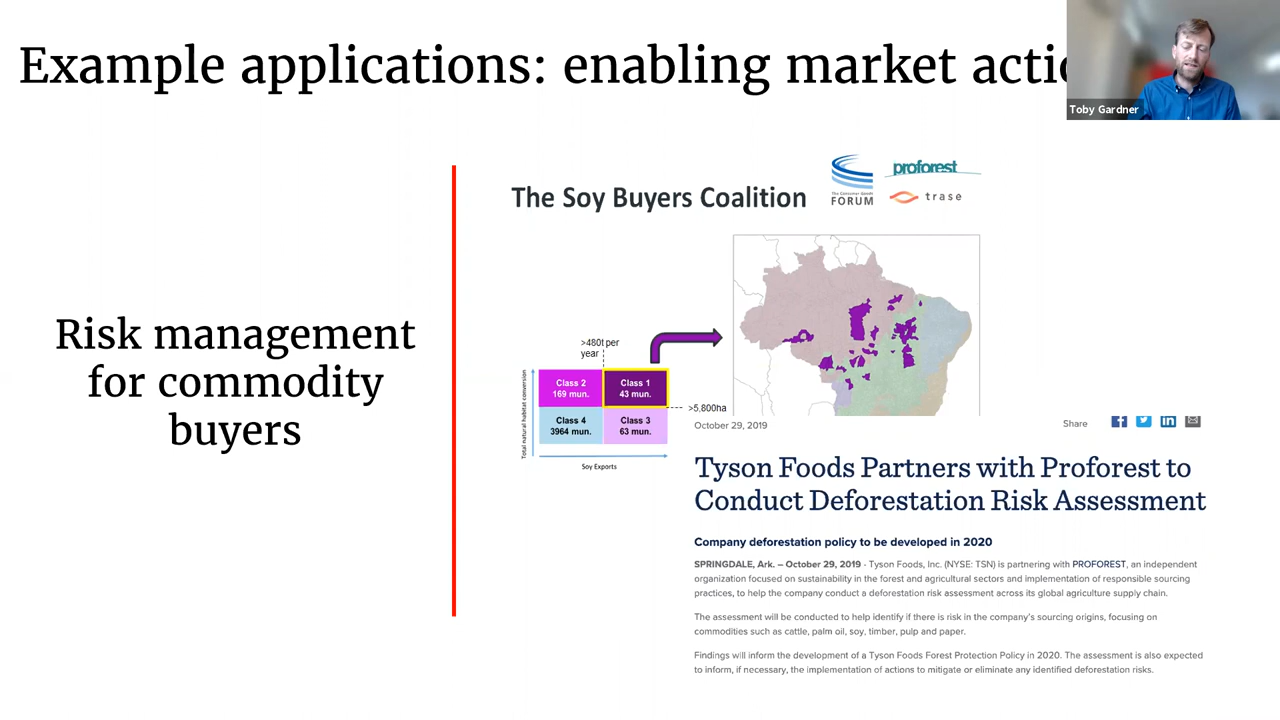 Example applications: enabling market actio
Toby Gardner
Risk management
for commodity
buyers
The Soy Buyers Coalition
The Consumer Goods
FORUM
proforest
trase
>480t per
year
Total natural habitat conversion
Class 2
169 mun.
Class 1
43 mun.
Class 4
3964 mun.
Class 3
63 mun.
>5,800ha
Soy Exports
October 29, 2019
Share
Tyson Foods Partners with Proforest to
Conduct Deforestation Risk Assessment
Company deforestation policy to be developed in 2020
SPRINGDALE, Ark. – October 29, 2019 - Tyson Foods, Inc. (NYSE: TSN) is partnering with PROFOREST, an independent
organization focused on sustainability in the forest and agricultural sectors and implementation of responsible sourcing
practices, to help the company conduct a deforestation risk assessment across its global agriculture supply chain.
The assessment will be conducted to help identify if there is risk in the company's sourcing origins, focusing on
commodities such as cattle, palm oil, soy, timber, pulp and paper.
Findings will inform the development of a Tyson Foods Forest Protection Policy in 2020. The assessment is also expected
to inform, if necessary, the implementation of actions to mitigate or eliminate any identified deforestation risks.